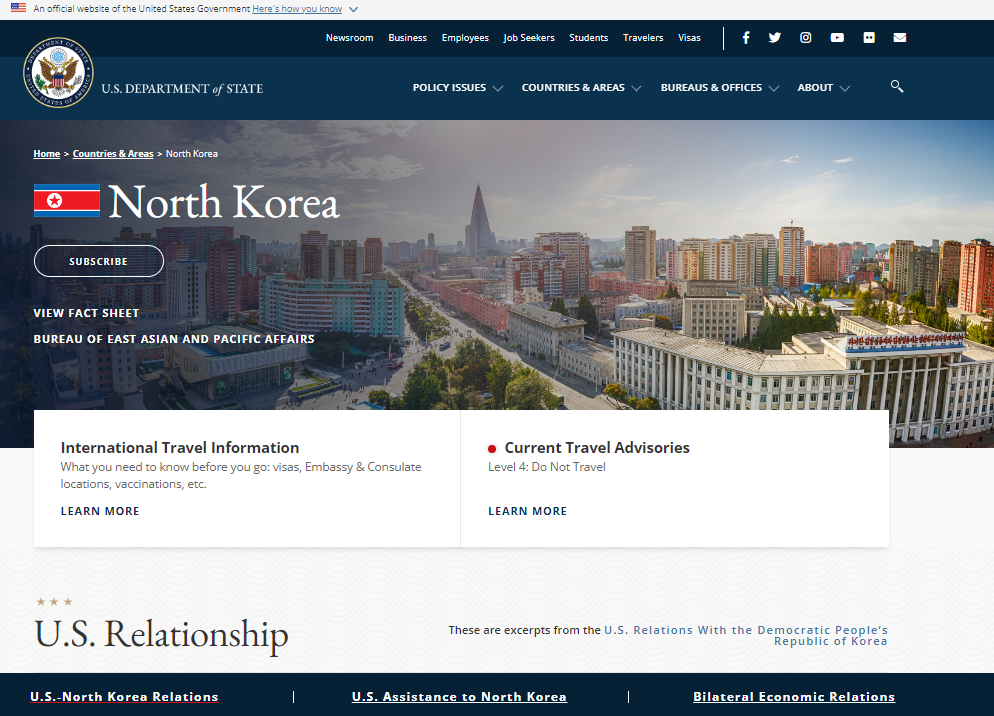 An official website of the United States Government Here's how you know
Newsroom Business Employees Job Seekers Students Travelers Visas
U.S. DEPARTMENT of STATE
POLICY ISSUES COUNTRIES & AREAS BUREAUS & OFFICES ABOUT
Home > Countries & Areas > North Korea
North Korea
SUBSCRIBE
VIEW FACT SHEET
BUREAU OF EAST ASIAN AND PACIFIC AFFAIRS
International Travel Information
What you need to know before you go: visas, Embassy & Consulate
locations, vaccinations, etc.
LEARN MORE
Current Travel Advisories
Level 4: Do Not Travel
LEARN MORE
U.S. Relationship
These are excerpts from the U.S. Relations With the Democratic People's
Republic of Korea
U.S.-North Korea Relations | U.S. Assistance to North Korea | Bilateral Economic Relations